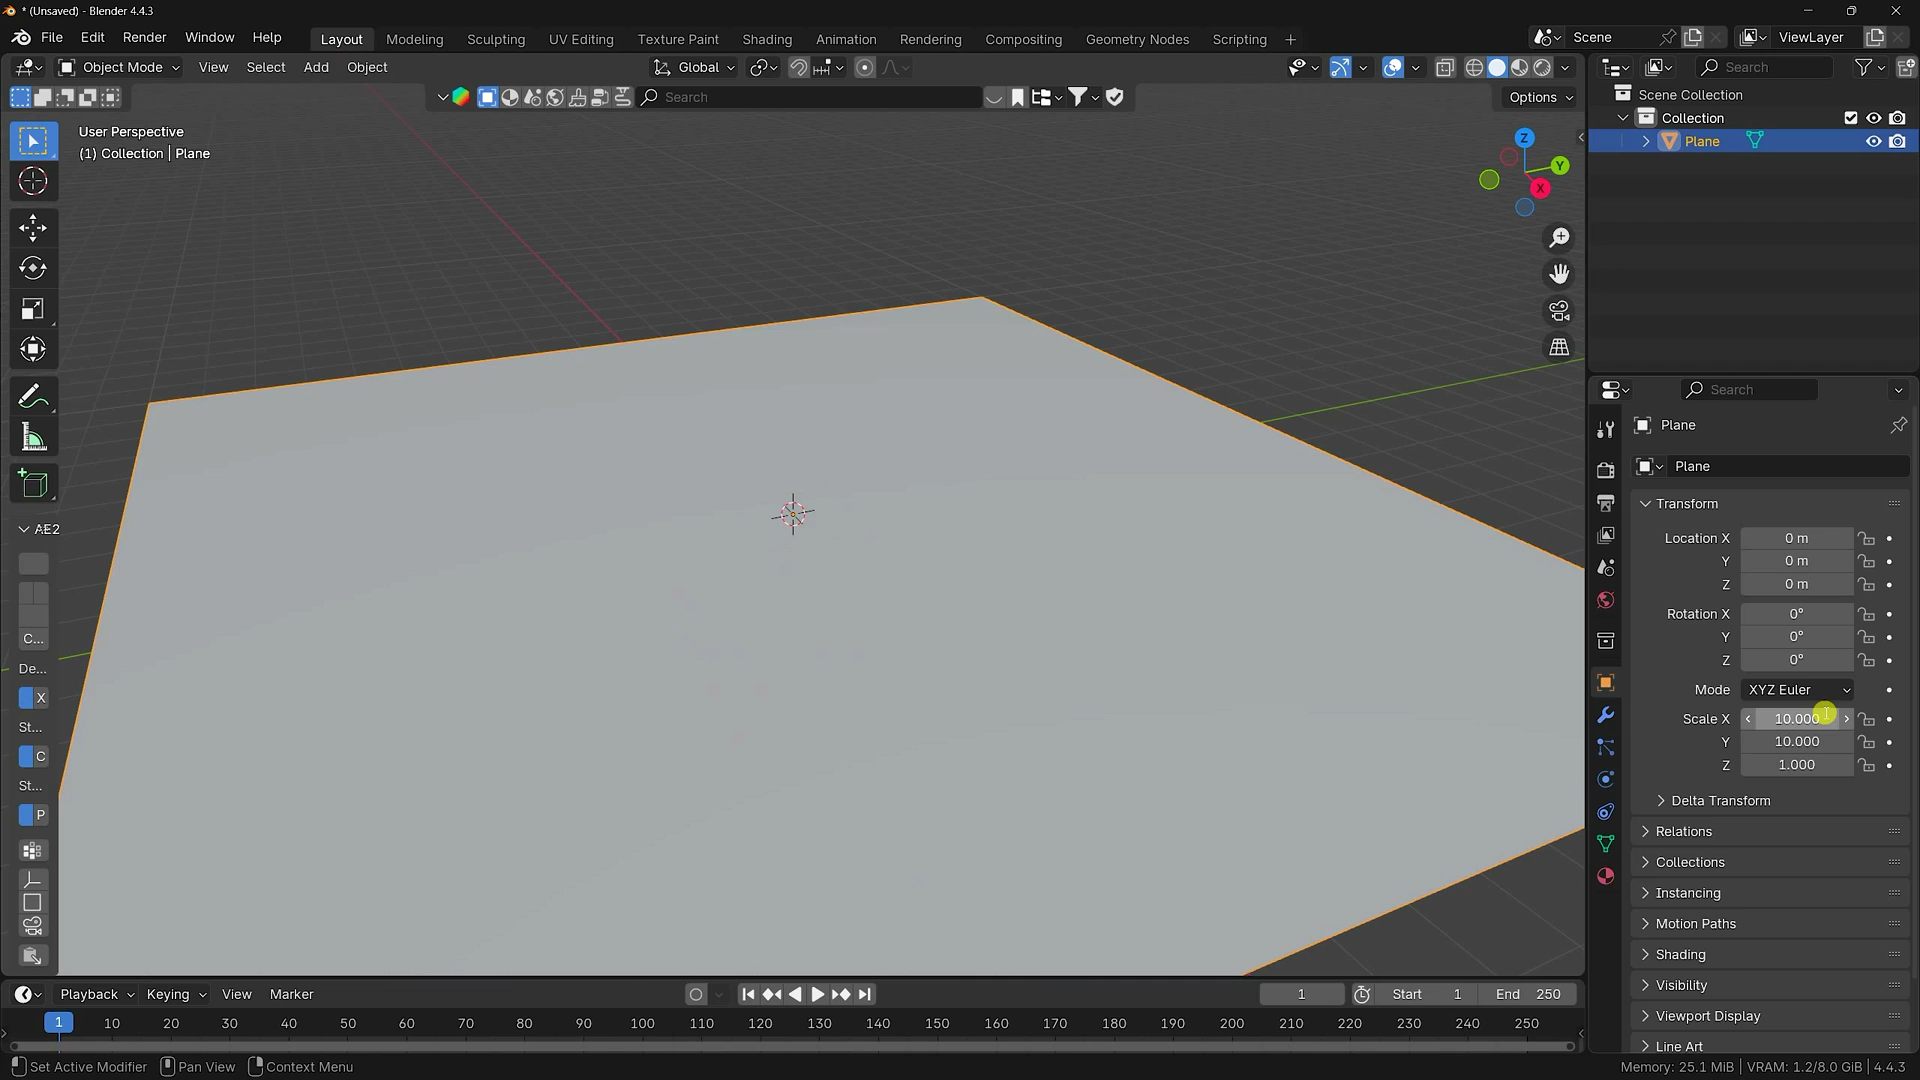 * (Unsaved) - Blender 4.4.3
File Edit Render Window Help
Layout Modeling Sculpting UV Editing Texture Paint Shading Animation Rendering Compositing Geometry Nodes Scripting +
Scene
ViewLayer
Object Mode View Select Add Object
Global
Search
Search
Options
User Perspective
(1) Collection | Plane
Z
Y
X
Scene Collection
Collection
Plane
AE2
C...
De...
X
St...
C
St...
P
Search
Plane
Plane
Transform
Location X 0 m
Y 0 m
Z 0 m
Rotation X 0°
Y 0°
Z 0°
Mode XYZ Euler
Scale X 10.000
Y 10.000
Z 1.000
Delta Transform
Relations
Collections
Instancing
Motion Paths
Shading
Visibility
Viewport Display
Line Art
Playback Keying View Marker
1 Start 1 End 250
1 10 20 30 40 50 60 70 80 90 100 110 120 130 140 150 160 170 180 190 200 210 220 230 240 250
Set Active Modifier Pan View Context Menu
Memory: 25.1 MiB | VRAM: 1.2/8.0 GiB | 4.4.3